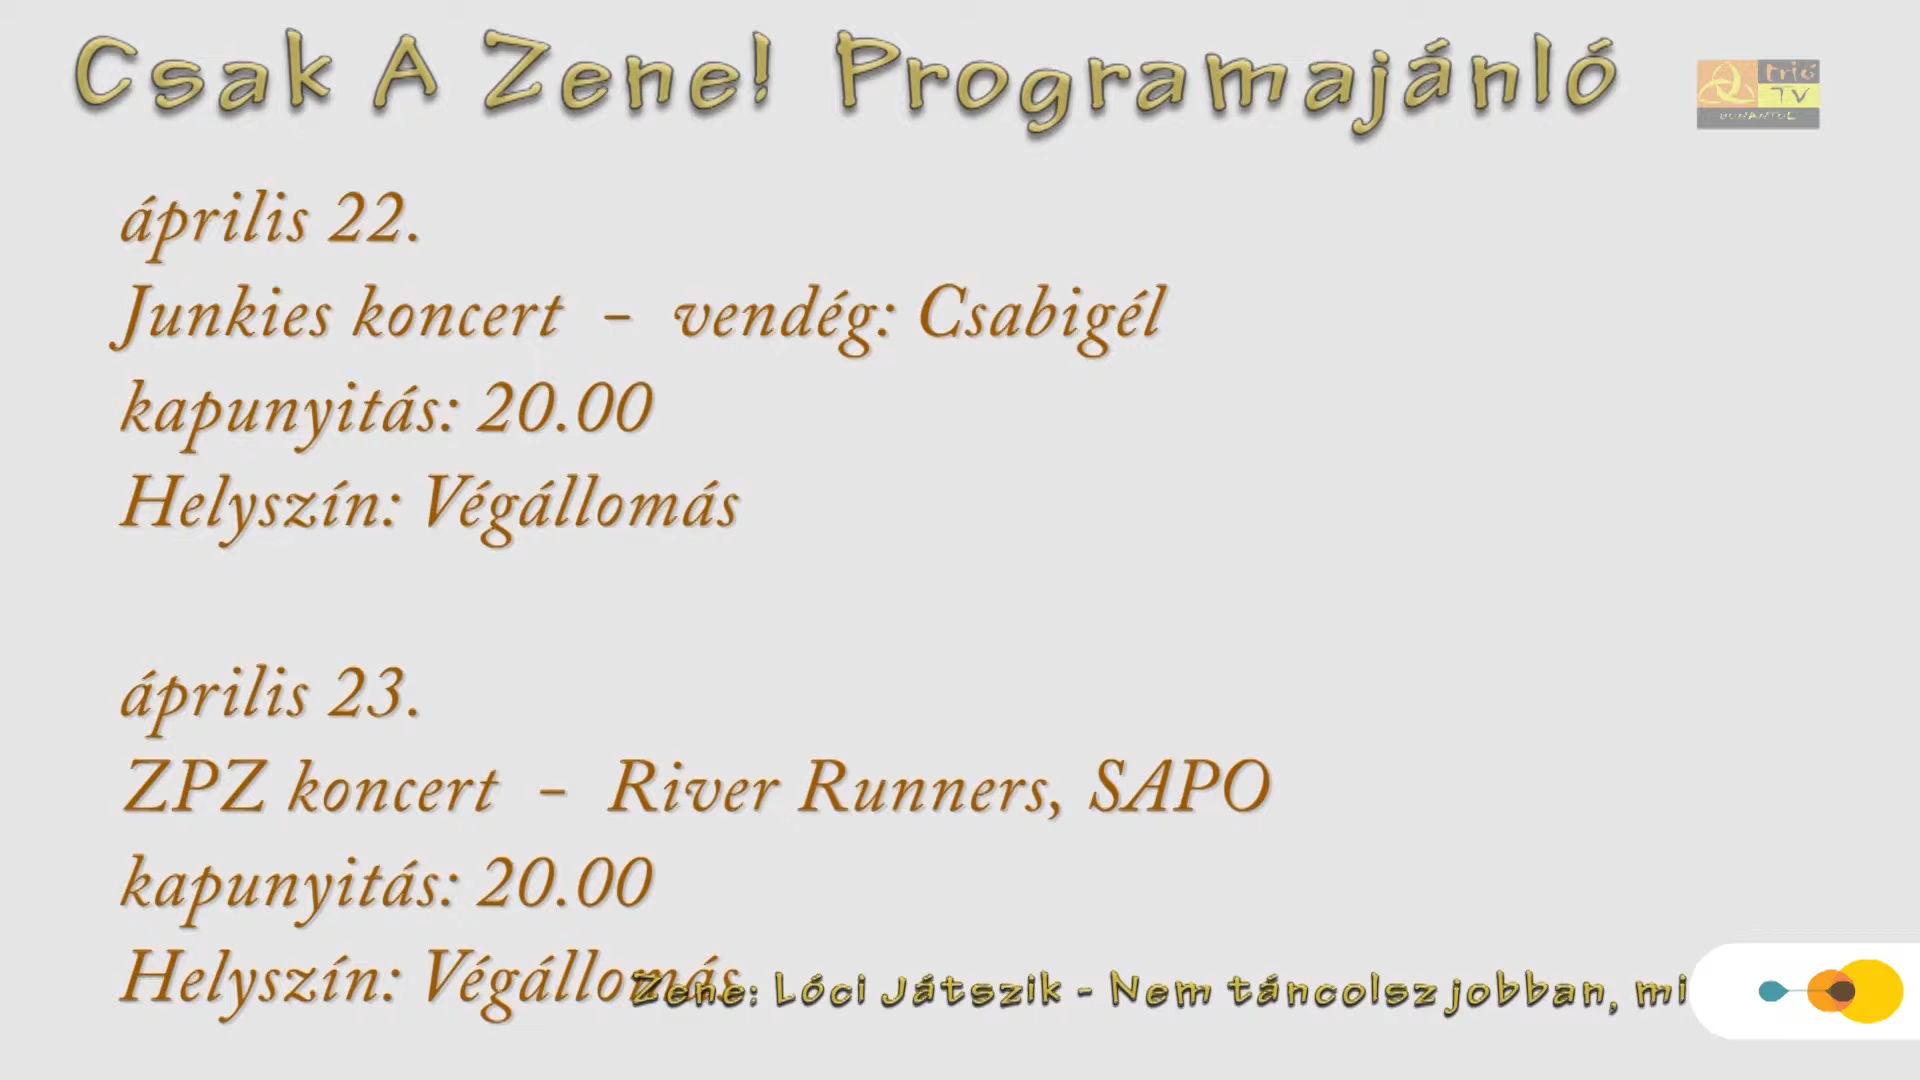 Csak A Zene! Programajánló
trió
TV
DUNÁNTÚL
április 22.
Junkies koncert - vendég: Csabigél
kapunyitás: 20.00
Helyszín: Végállomás
április 23.
ZPZ koncert - River Runners, SAPO
kapunyitás: 20.00
Helyszín: Végállomás
Zene: Lóci Játszik - Nem táncolsz jobban, mi